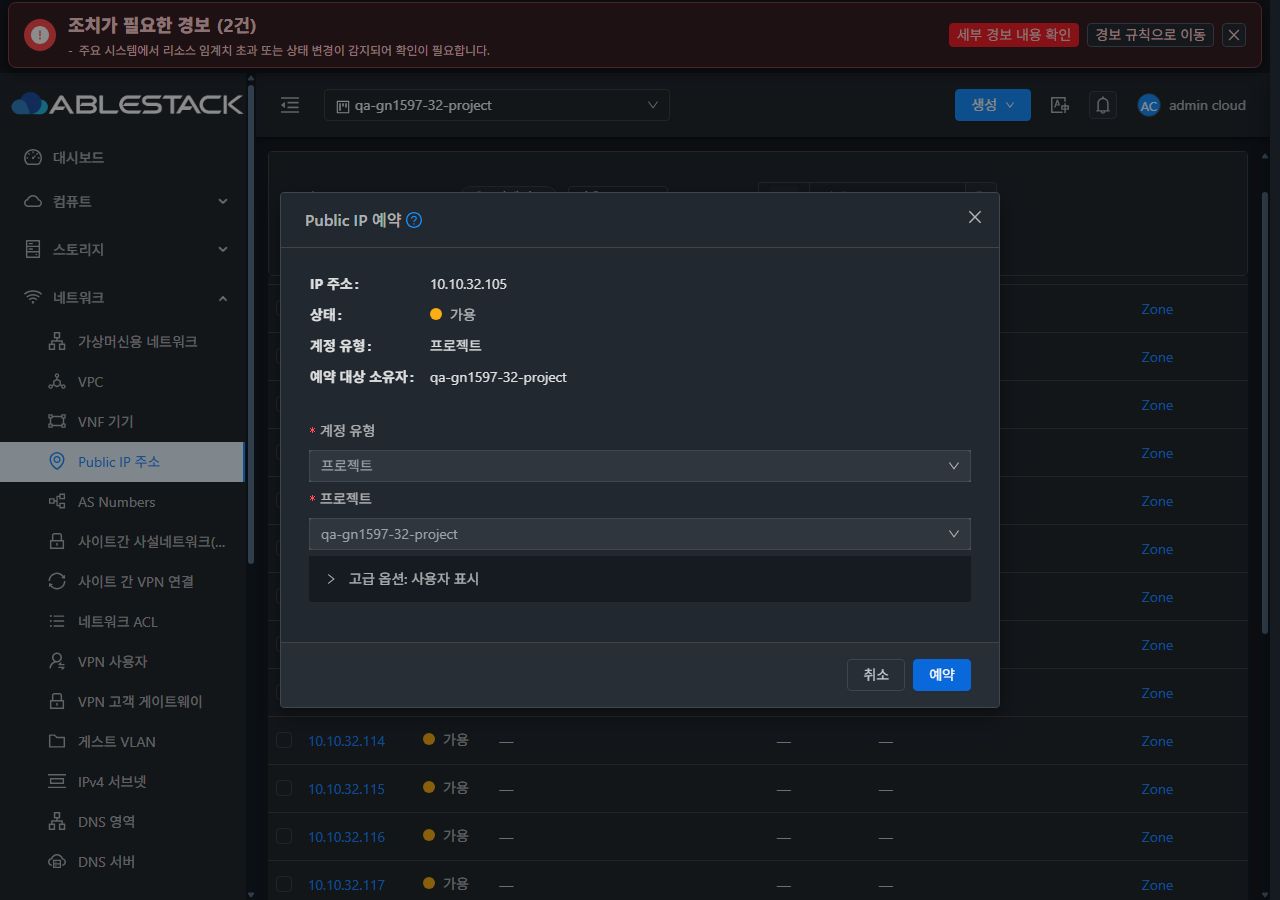 조치가 필요한 경보 (2건)
- 주요 시스템에서 리소스 임계치 초과 또는 상태 변경이 감지되어 확인이 필요합니다.
세부 경보 내용 확인
경보 규칙으로 이동
ABLESTACK
qa-gn1597-32-project
생성
AC
admin cloud
대시보드
컴퓨트
스토리지
네트워크
가상머신용 네트워크
VPC
VNF 기기
Public IP 주소
AS Numbers
사이트간 사설네트워크(...
사이트 간 VPN 연결
네트워크 ACL
VPN 사용자
VPN 고객 게이트웨이
게스트 VLAN
IPv4 서브넷
DNS 영역
DNS 서버
Public IP 예약
IP 주소:
10.10.32.105
상태:
가용
계정 유형:
프로젝트
예약 대상 소유자:
qa-gn1597-32-project
* 계정 유형
프로젝트
* 프로젝트
qa-gn1597-32-project
고급 옵션: 사용자 표시
취소
예약
Zone
Zone
Zone
Zone
Zone
Zone
Zone
Zone
Zone
10.10.32.114 가용 — — — Zone
10.10.32.115 가용 — — — Zone
10.10.32.116 가용 — — — Zone
10.10.32.117 가용 — — — Zone